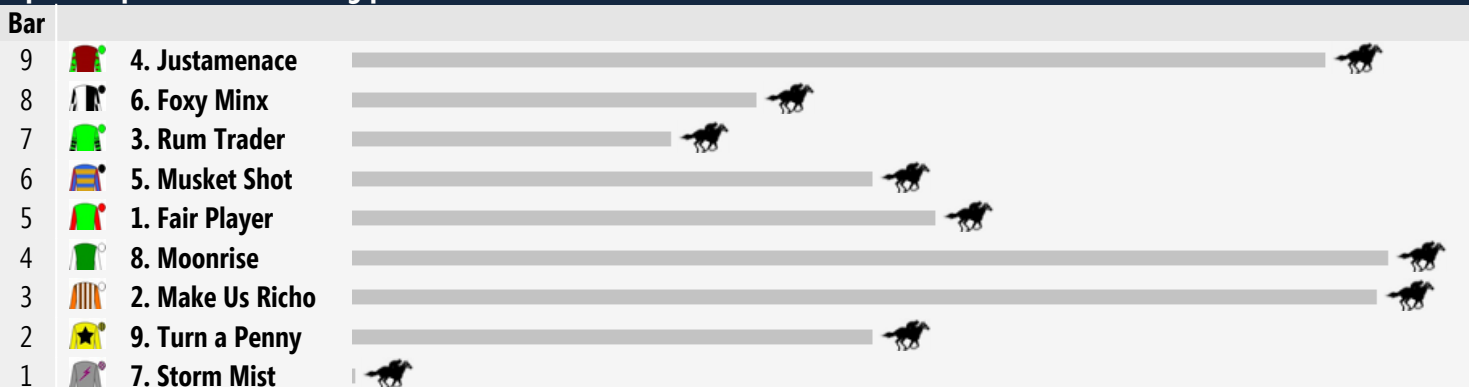 Bar
9 4. Justamenace
8 6. Foxy Minx
7 3. Rum Trader
6 5. Musket Shot
5 1. Fair Player
4 8. Moonrise
3 2. Make Us Richo
2 9. Turn a Penny
1 7. Storm Mist